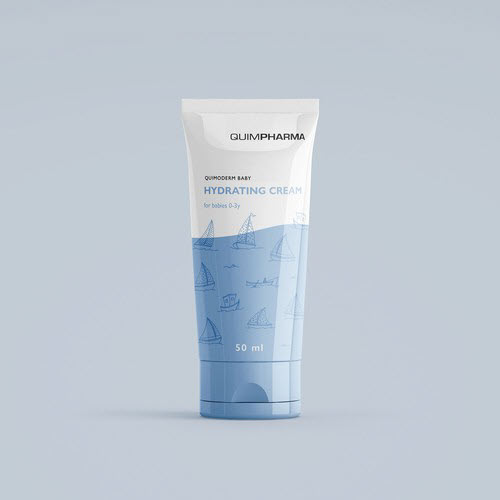 QUIMPHARMA
QUIMODERM BABY
HYDRATING CREAM
for babies 0-3y
50 ml